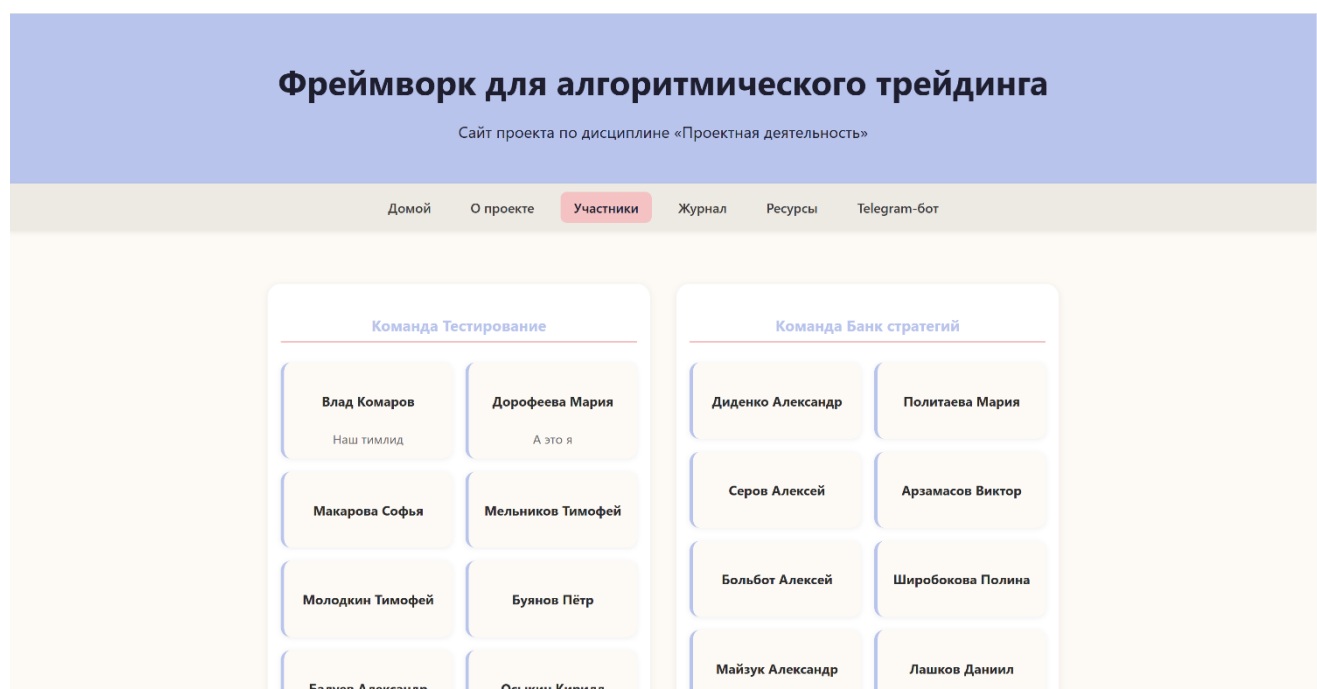 Фреймворк для алгоритмического трейдинга
Сайт проекта по дисциплине «Проектная деятельность»
Домой О проекте Участники Журнал Ресурсы Telegram-бот
Команда Тестирование
Влад Комаров Дорофеева Мария
Наш тимлид А это я
Макарова Софья Мельников Тимофей
Молодкин Тимофей Буянов Пётр
Александр Кирилл
Команда Банк стратегий
Диденко Александр Политаева Мария
Серов Алексей Арзамасов Виктор
Больбот Алексей Широбокова Полина
Майзук Александр Лашков Даниил